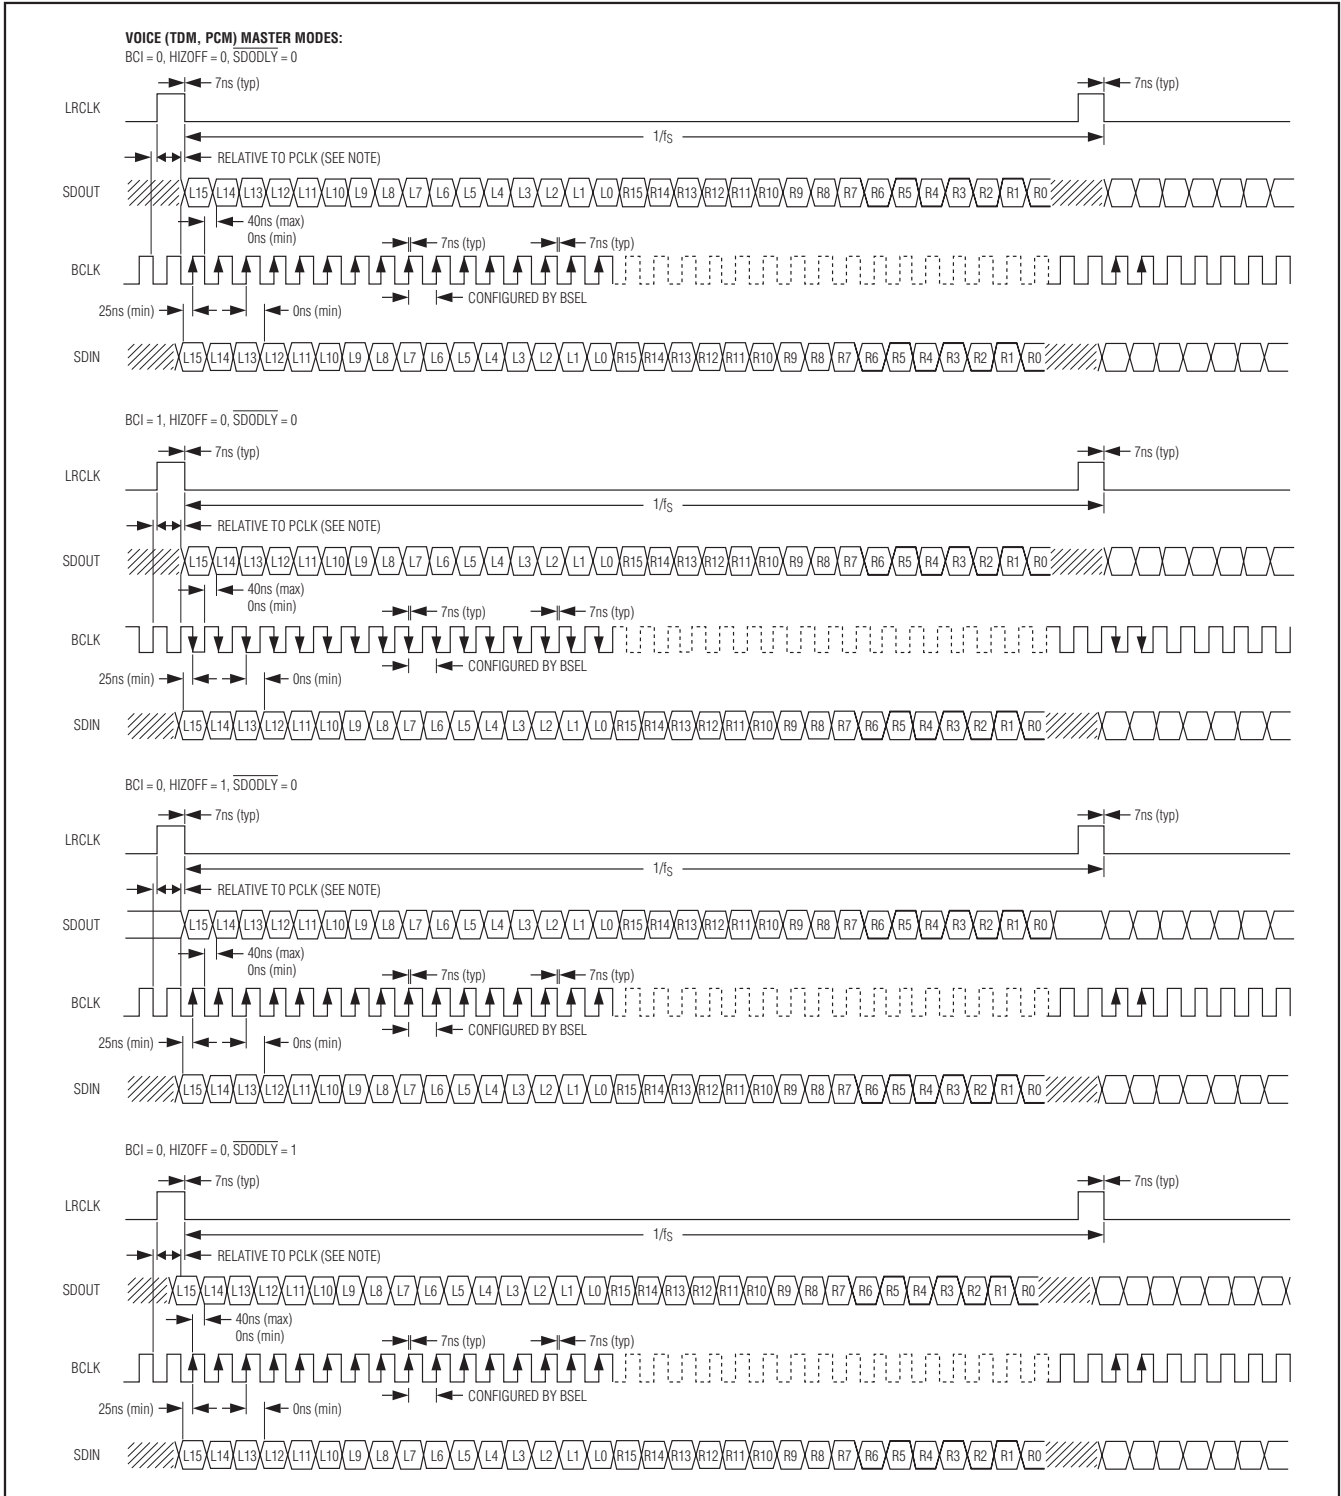 VOICE (TDM, PCM) MASTER MODES:
BCI = 0, HIZOFF = 0, S̅D̅O̅D̅L̅Y̅ = 0
7ns (typ) 7ns (typ)
LRCLK
1/fS
RELATIVE TO PCLK (SEE NOTE)
SDOUT L15 L14 L13 L12 L11 L10 L9 L8 L7 L6 L5 L4 L3 L2 L1 L0 R15 R14 R13 R12 R11 R10 R9 R8 R7 R6 R5 R4 R3 R2 R1 R0
40ns (max)
0ns (min) 7ns (typ) 7ns (typ)
BCLK
CONFIGURED BY BSEL
25ns (min) 0ns (min)
SDIN L15 L14 L13 L12 L11 L10 L9 L8 L7 L6 L5 L4 L3 L2 L1 L0 R15 R14 R13 R12 R11 R10 R9 R8 R7 R6 R5 R4 R3 R2 R1 R0
BCI = 1, HIZOFF = 0, S̅D̅O̅D̅L̅Y̅ = 0
7ns (typ) 7ns (typ)
LRCLK
1/fS
RELATIVE TO PCLK (SEE NOTE)
SDOUT L15 L14 L13 L12 L11 L10 L9 L8 L7 L6 L5 L4 L3 L2 L1 L0 R15 R14 R13 R12 R11 R10 R9 R8 R7 R6 R5 R4 R3 R2 R1 R0
40ns (max)
0ns (min) 7ns (typ) 7ns (typ)
BCLK
CONFIGURED BY BSEL
25ns (min) 0ns (min)
SDIN L15 L14 L13 L12 L11 L10 L9 L8 L7 L6 L5 L4 L3 L2 L1 L0 R15 R14 R13 R12 R11 R10 R9 R8 R7 R6 R5 R4 R3 R2 R1 R0
BCI = 0, HIZOFF = 1, S̅D̅O̅D̅L̅Y̅ = 0
7ns (typ) 7ns (typ)
LRCLK
1/fS
RELATIVE TO PCLK (SEE NOTE)
SDOUT L15 L14 L13 L12 L11 L10 L9 L8 L7 L6 L5 L4 L3 L2 L1 L0 R15 R14 R13 R12 R11 R10 R9 R8 R7 R6 R5 R4 R3 R2 R1 R0
40ns (max)
0ns (min) 7ns (typ) 7ns (typ)
BCLK
CONFIGURED BY BSEL
25ns (min) 0ns (min)
SDIN L15 L14 L13 L12 L11 L10 L9 L8 L7 L6 L5 L4 L3 L2 L1 L0 R15 R14 R13 R12 R11 R10 R9 R8 R7 R6 R5 R4 R3 R2 R1 R0
BCI = 0, HIZOFF = 0, S̅D̅O̅D̅L̅Y̅ = 1
7ns (typ) 7ns (typ)
LRCLK
1/fS
RELATIVE TO PCLK (SEE NOTE)
SDOUT L15 L14 L13 L12 L11 L10 L9 L8 L7 L6 L5 L4 L3 L2 L1 L0 R15 R14 R13 R12 R11 R10 R9 R8 R7 R6 R5 R4 R3 R2 R1 R0
40ns (max)
0ns (min) 7ns (typ) 7ns (typ)
BCLK
CONFIGURED BY BSEL
25ns (min) 0ns (min)
SDIN L15 L14 L13 L12 L11 L10 L9 L8 L7 L6 L5 L4 L3 L2 L1 L0 R15 R14 R13 R12 R11 R10 R9 R8 R7 R6 R5 R4 R3 R2 R1 R0